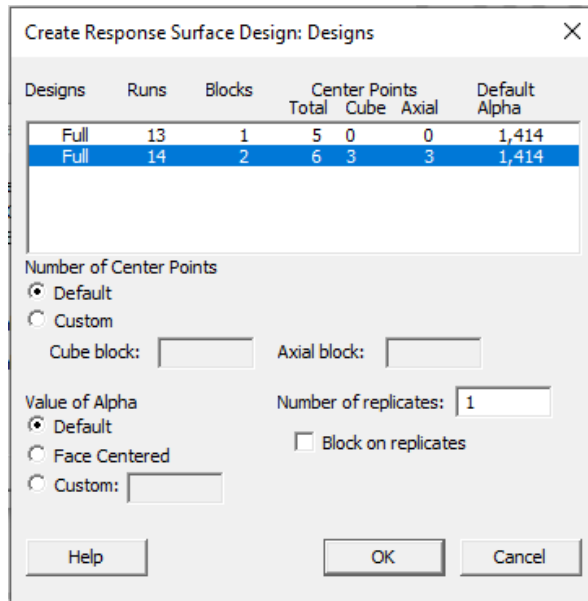 Create Response Surface Design: Designs
Designs Runs Blocks Center Points Default
Total Cube Axial Alpha
Full 13 1 5 0 0 1,414
Full 14 2 6 3 3 1,414
Number of Center Points
Default
Custom
Cube block: Axial block:
Value of Alpha Number of replicates: 1
Default
Block on replicates
Face Centered
Custom:
Help OK Cancel